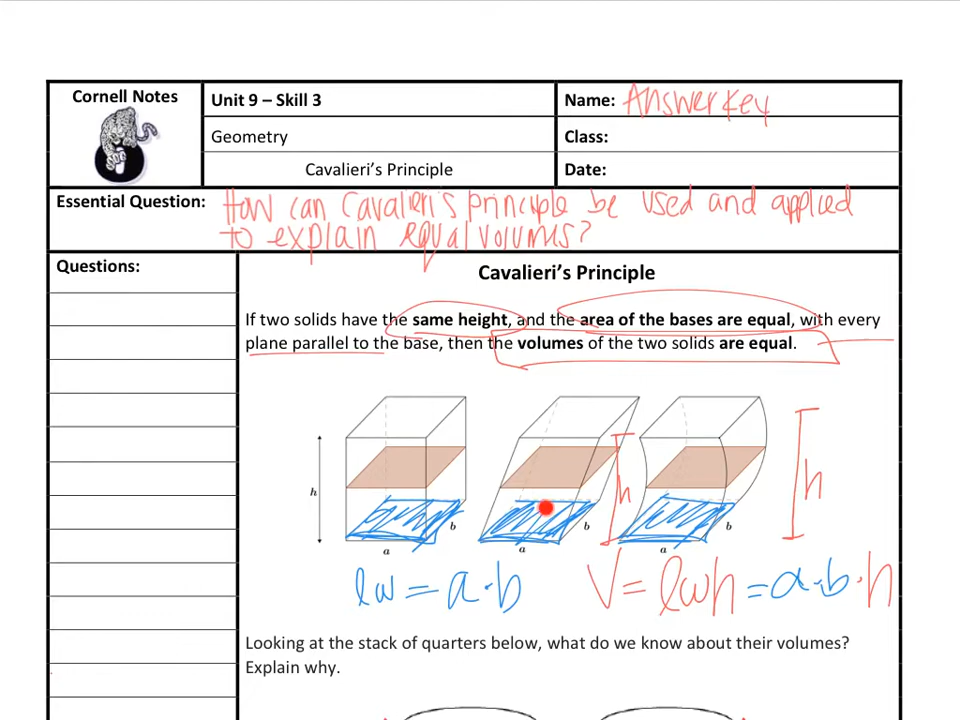 Cornell Notes
Unit 9 – Skill 3
Name: Answer Key
Geometry
Class:
Cavalieri's Principle
Date:
Essential Question: How can Cavalieri's principle be used and applied
to explain equal volumes?
Questions:
Cavalieri's Principle
If two solids have the same height, and the area of the bases are equal, with every
plane parallel to the base, then the volumes of the two solids are equal.
h
h
h
b
b
b
a
a
a
lw = a·b
V = lwh = a·b·h
Looking at the stack of quarters below, what do we know about their volumes?
Explain why.